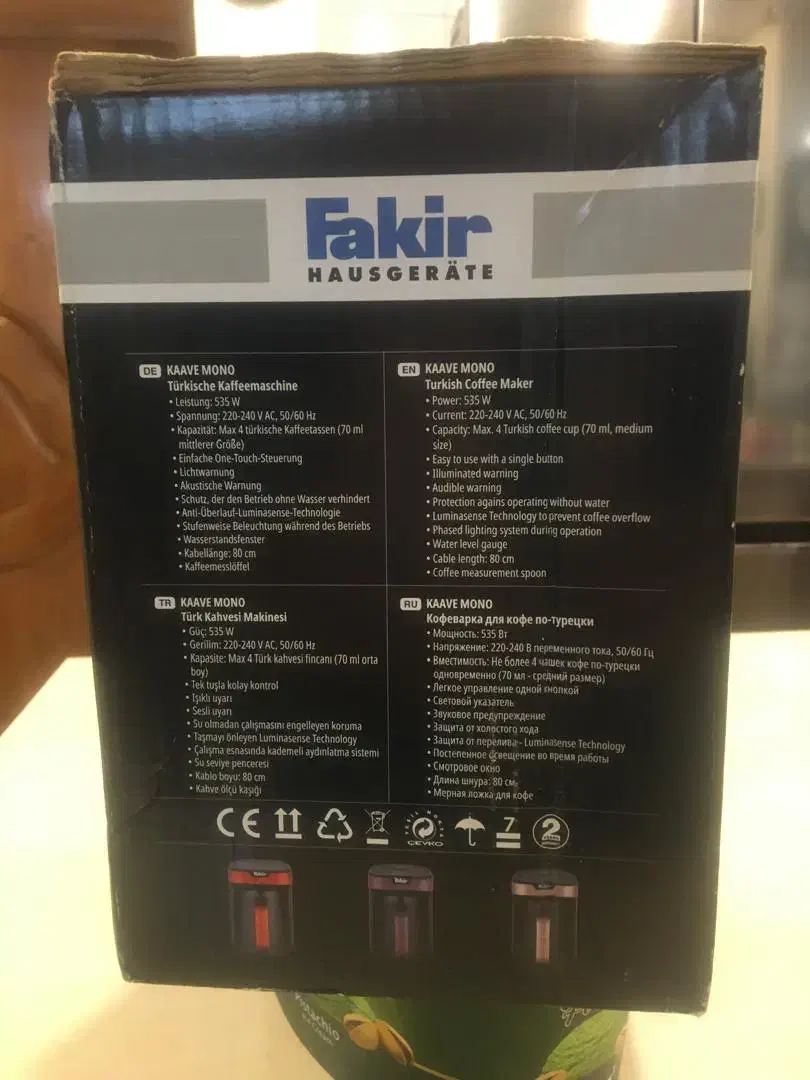 Fakir
HAUSGERÄTE
DE KAAVE MONO
Türkische Kaffeemaschine
• Leistung: 535 W
• Spannung: 220-240 V AC, 50/60 Hz
• Kapazität: Max 4 türkische Kaffeetassen (70 ml
mittlerer Größe)
• Einfache One-Touch-Steuerung
• Lichtwarnung
• Akustische Warnung
• Schutz, der den Betrieb ohne Wasser verhindert
• Anti-Überlauf-Luminasense-Technologie
• Stufenweise Beleuchtung während des Betriebs
• Wasserstandsfenster
• Kabellänge: 80 cm
• Kaffeemesslöffel
EN KAAVE MONO
Turkish Coffee Maker
• Power: 535 W
• Current: 220-240 V AC, 50/60 Hz
• Capacity: Max. 4 Turkish coffee cup (70 ml, medium
size)
• Easy to use with a single button
• Illuminated warning
• Audible warning
• Protection agains operating without water
• Luminasense Technology to prevent coffee overflow
• Phased lighting system during operation
• Water level gauge
• Cable length: 80 cm
• Coffee measurement spoon
TR KAAVE MONO
Türk Kahvesi Makinesi
• Güç: 535 W
• Gerilim: 220-240 V AC, 50/60 Hz
• Kapasite: Max 4 Türk kahvesi fincanı (70 ml orta
boy)
• Tek tuşla kolay kontrol
• Işıklı uyarı
• Sesli uyarı
• Su olmadan çalışmasını engelleyen koruma
• Taşmayı önleyen Luminasense Technology
• Çalışma esnasında kademeli aydınlatma sistemi
• Su seviye penceresi
• Kablo boyu: 80 cm
• Kahve ölçü kaşığı
RU KAAVE MONO
Кофеварка для кофе по-турецки
• Мощность: 535 Вт
• Напряжение: 220-240 В переменного тока, 50/60 Гц
• Вместимость: Не более 4 чашек кофе по-турецки
одновременно (70 мл - средний размер)
• Легкое управление одной кнопкой
• Световой указатель
• Звуковое предупреждение
• Защита от холостого хода
• Защита от перелива - Luminasense Technology
• Постепенное освещение во время работы
• Смотровое окно
• Длина шнура: 80 см
• Мерная ложка для кофе
CE
ÇEVKO
7
2
Fakir
Fakir
Fakir
Pistachio
Ice Cream